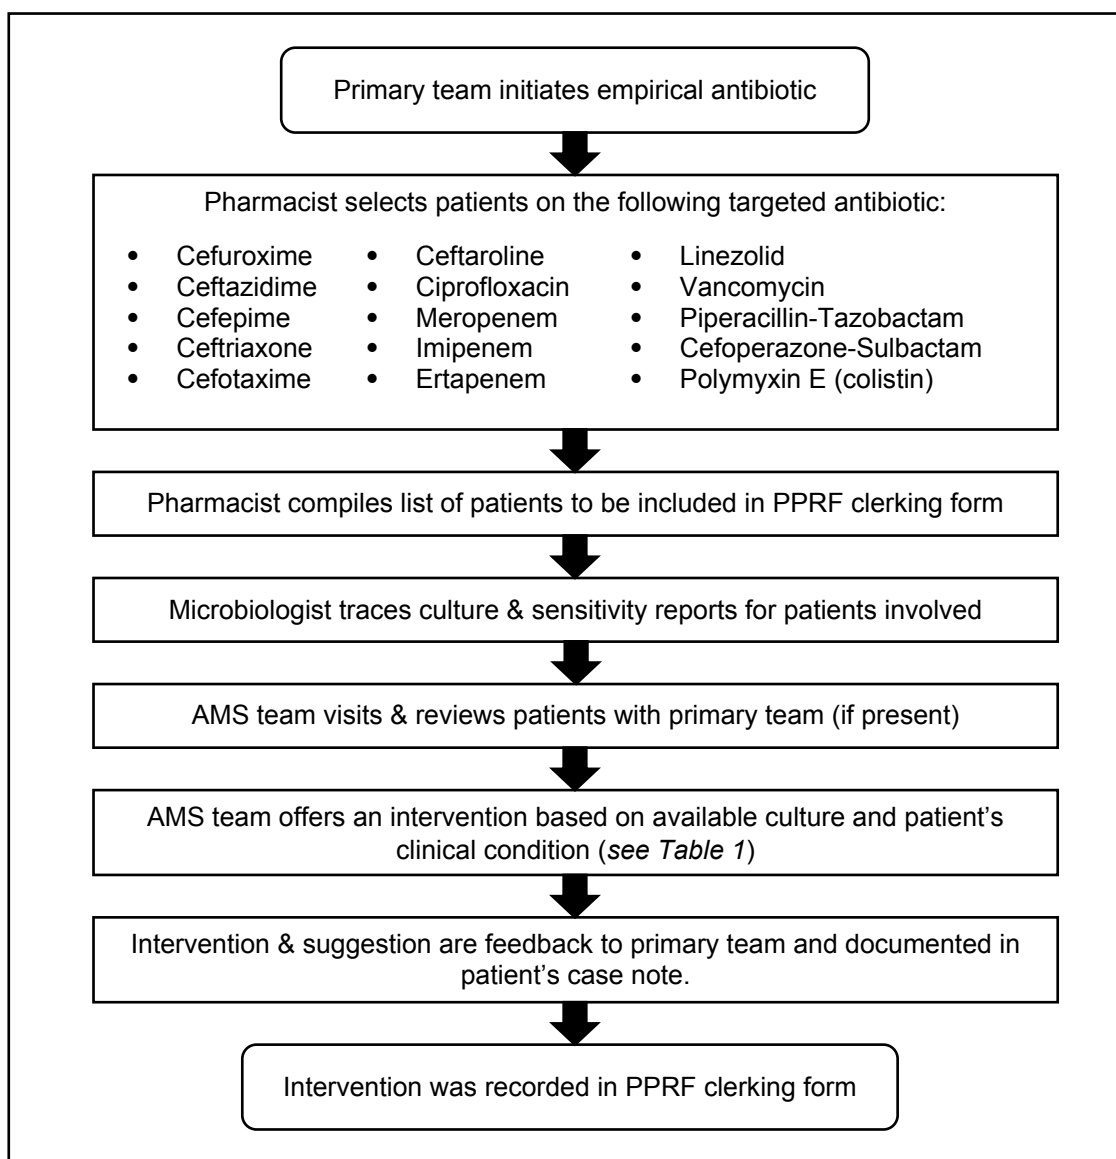 Primary team initiates empirical antibiotic
Pharmacist selects patients on the following targeted antibiotic:
• Cefuroxime
• Ceftazidime
• Cefepime
• Ceftriaxone
• Cefotaxime
• Ceftaroline
• Ciprofloxacin
• Meropenem
• Imipenem
• Ertapenem
• Linezolid
• Vancomycin
• Piperacillin-Tazobactam
• Cefoperazone-Sulbactam
• Polymyxin E (colistin)
Pharmacist compiles list of patients to be included in PPRF clerking form
Microbiologist traces culture & sensitivity reports for patients involved
AMS team visits & reviews patients with primary team (if present)
AMS team offers an intervention based on available culture and patient’s
clinical condition (see Table 1)
Intervention & suggestion are feedback to primary team and documented in
patient’s case note.
Intervention was recorded in PPRF clerking form